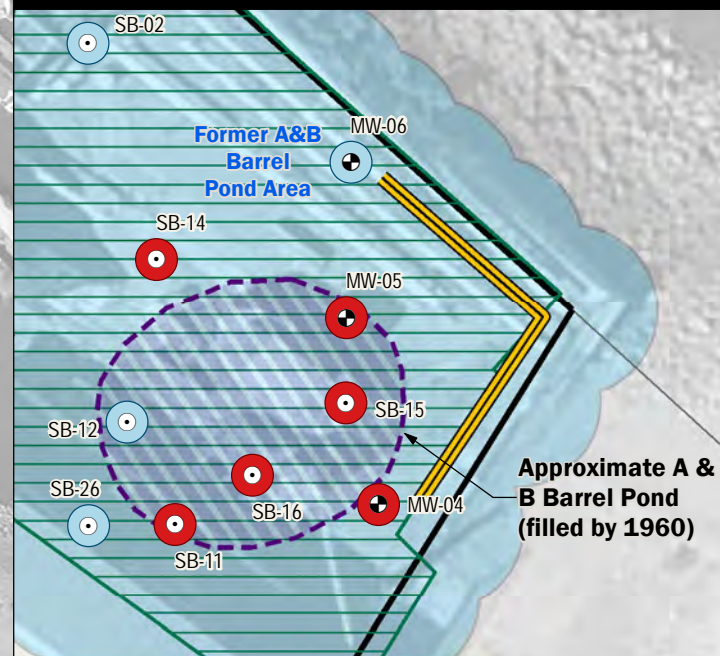 SB-02
Former A&B
Barrel
Pond Area
MW-06
SB-14
MW-05
SB-15
SB-12
SB-26
SB-16
MW-04
SB-11
Approximate A &
B Barrel Pond
(filled by 1960)